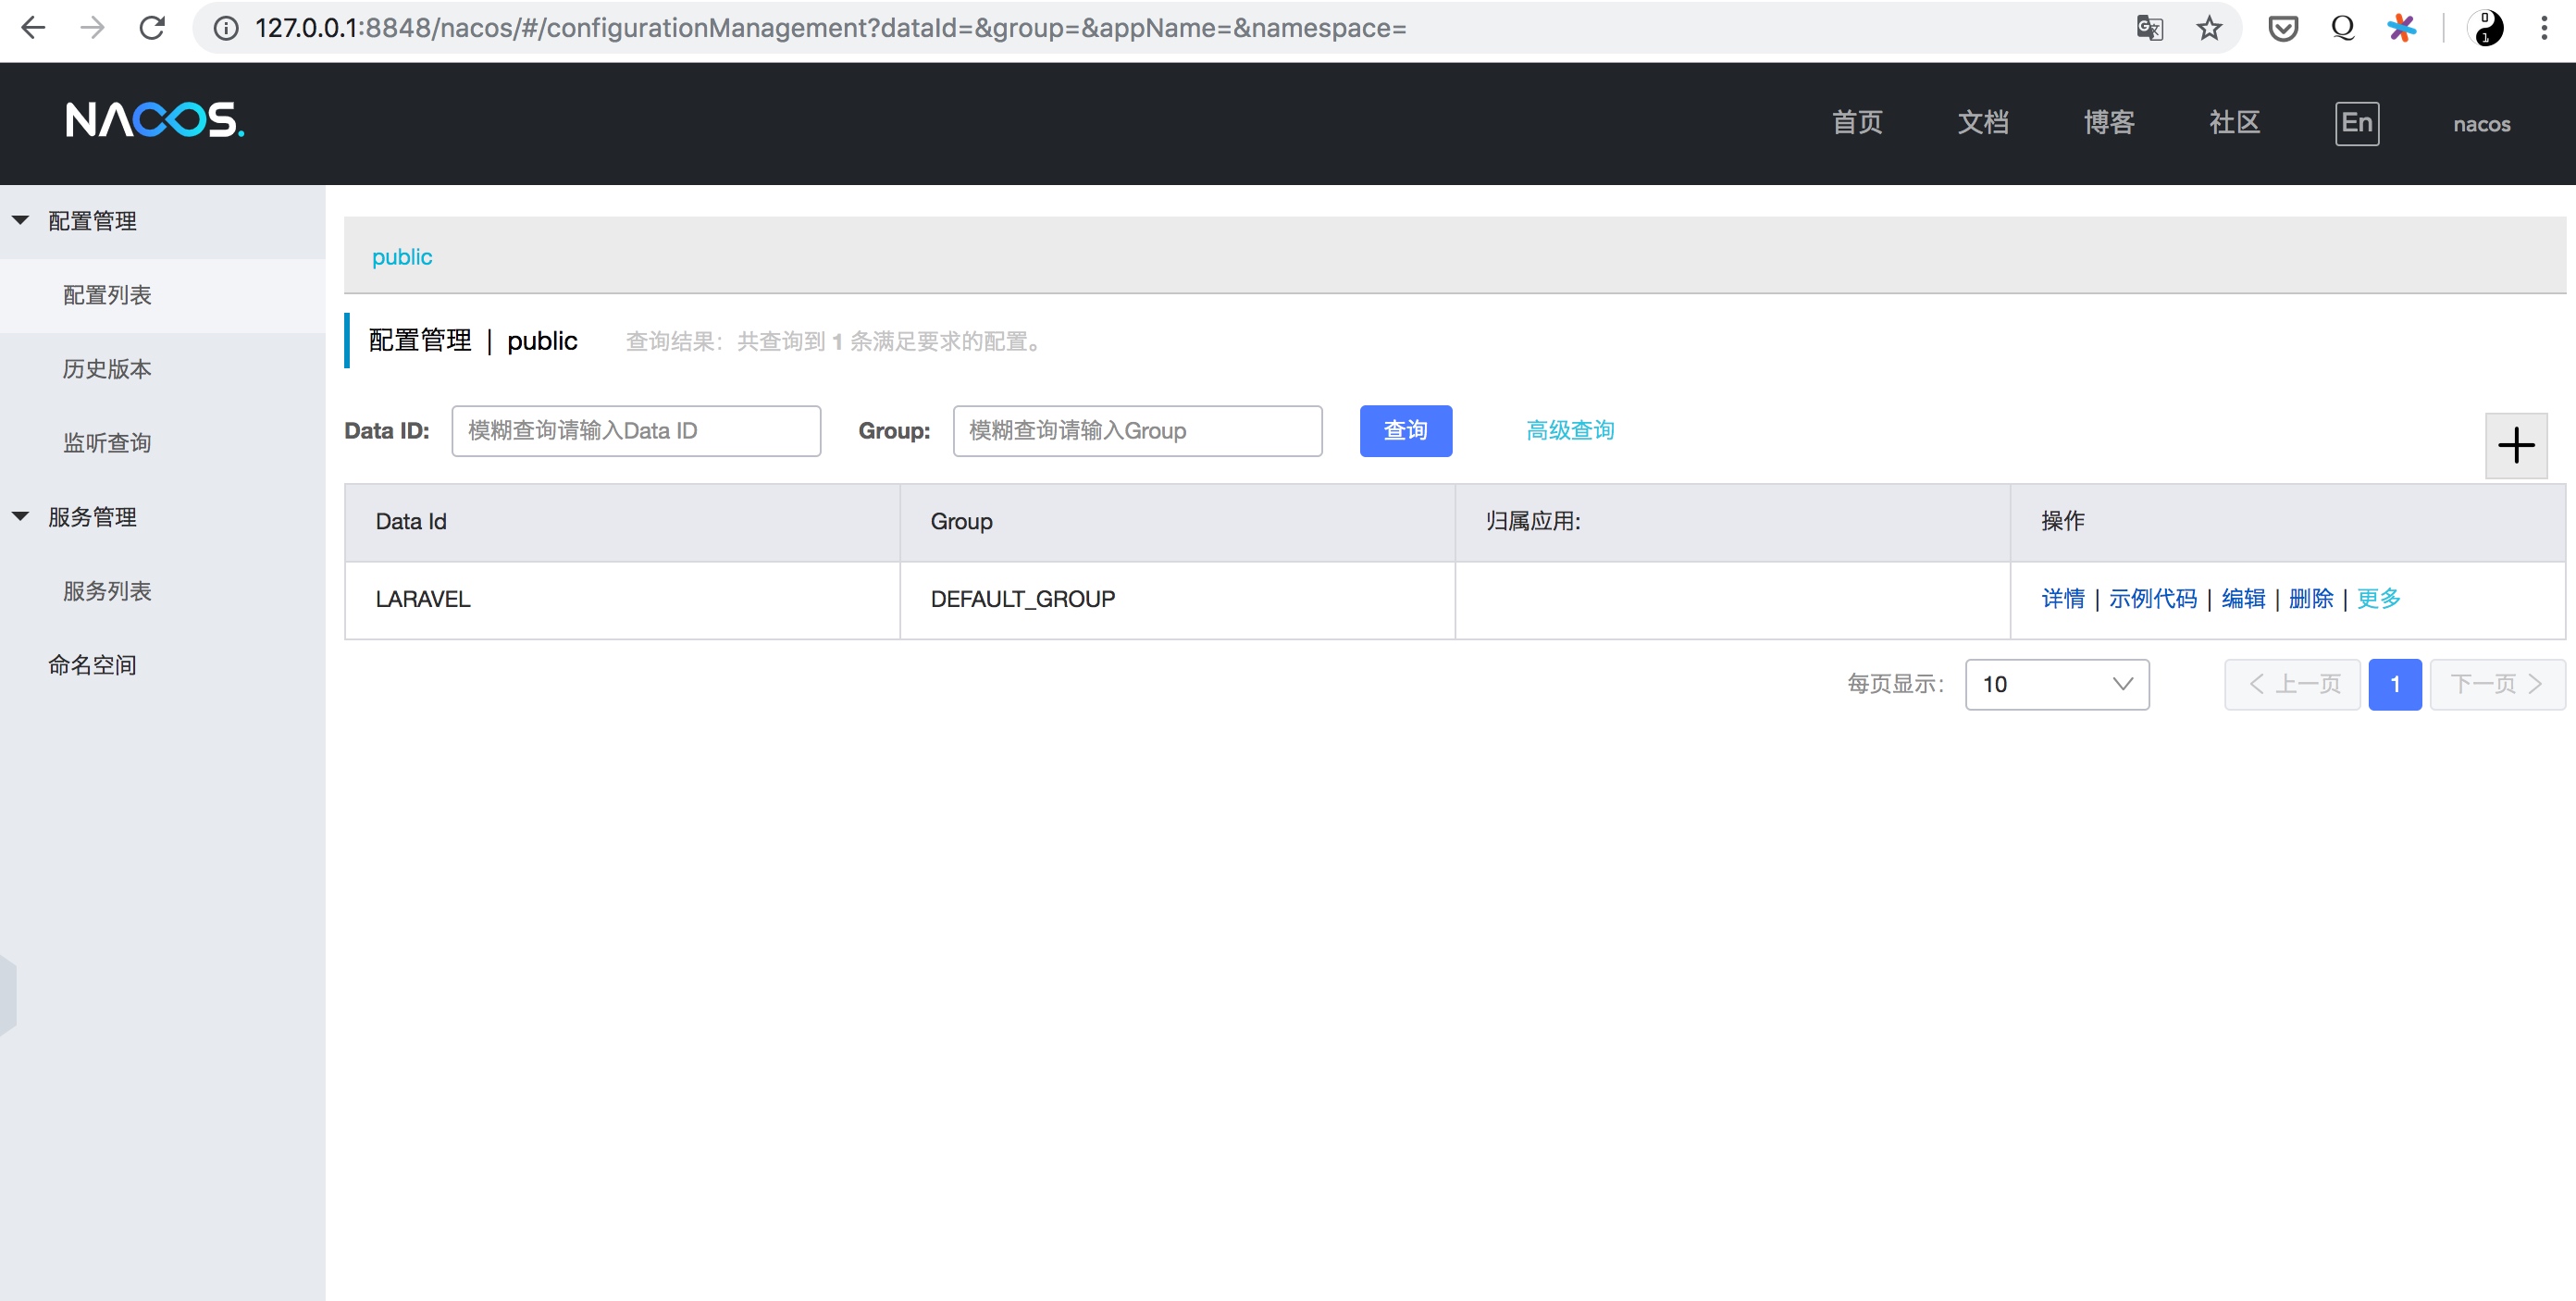 127.0.0.1:8848/nacos/#/configurationManagement?dataId=&group=&appName=&namespace=
NACOS.
首页 文档 博客 社区 En nacos
配置管理
配置列表
历史版本
监听查询
服务管理
服务列表
命名空间
public
配置管理 | public 查询结果：共查询到 1 条满足要求的配置。
Data ID: 模糊查询请输入Data ID Group: 模糊查询请输入Group 查询 高级查询
Data Id Group 归属应用: 操作
LARAVEL DEFAULT_GROUP 详情 | 示例代码 | 编辑 | 删除 | 更多
每页显示: 10 上一页 1 下一页